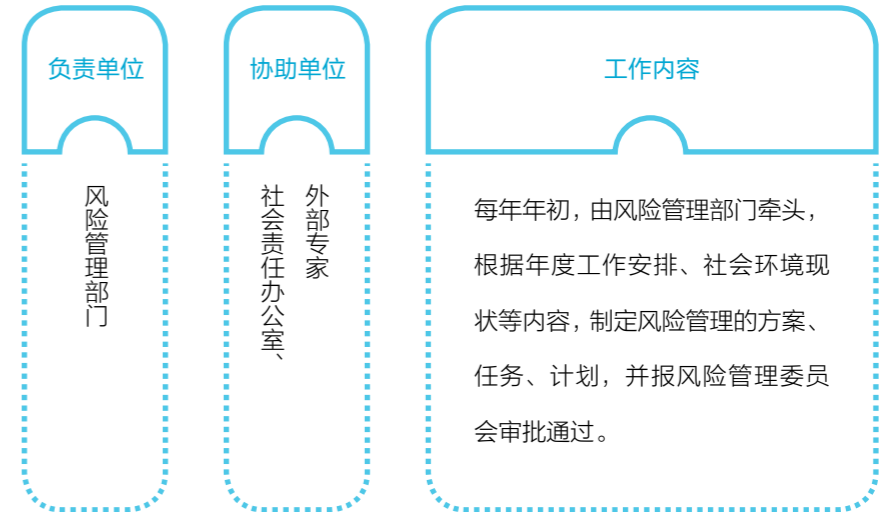 负责单位
风险管理部门
协助单位
社会责任办公室、
外部专家
工作内容
每年年初，由风险管理部门牵头，
根据年度工作安排、社会环境现
状等内容，制定风险管理的方案、
任务、计划，并报风险管理委员
会审批通过。